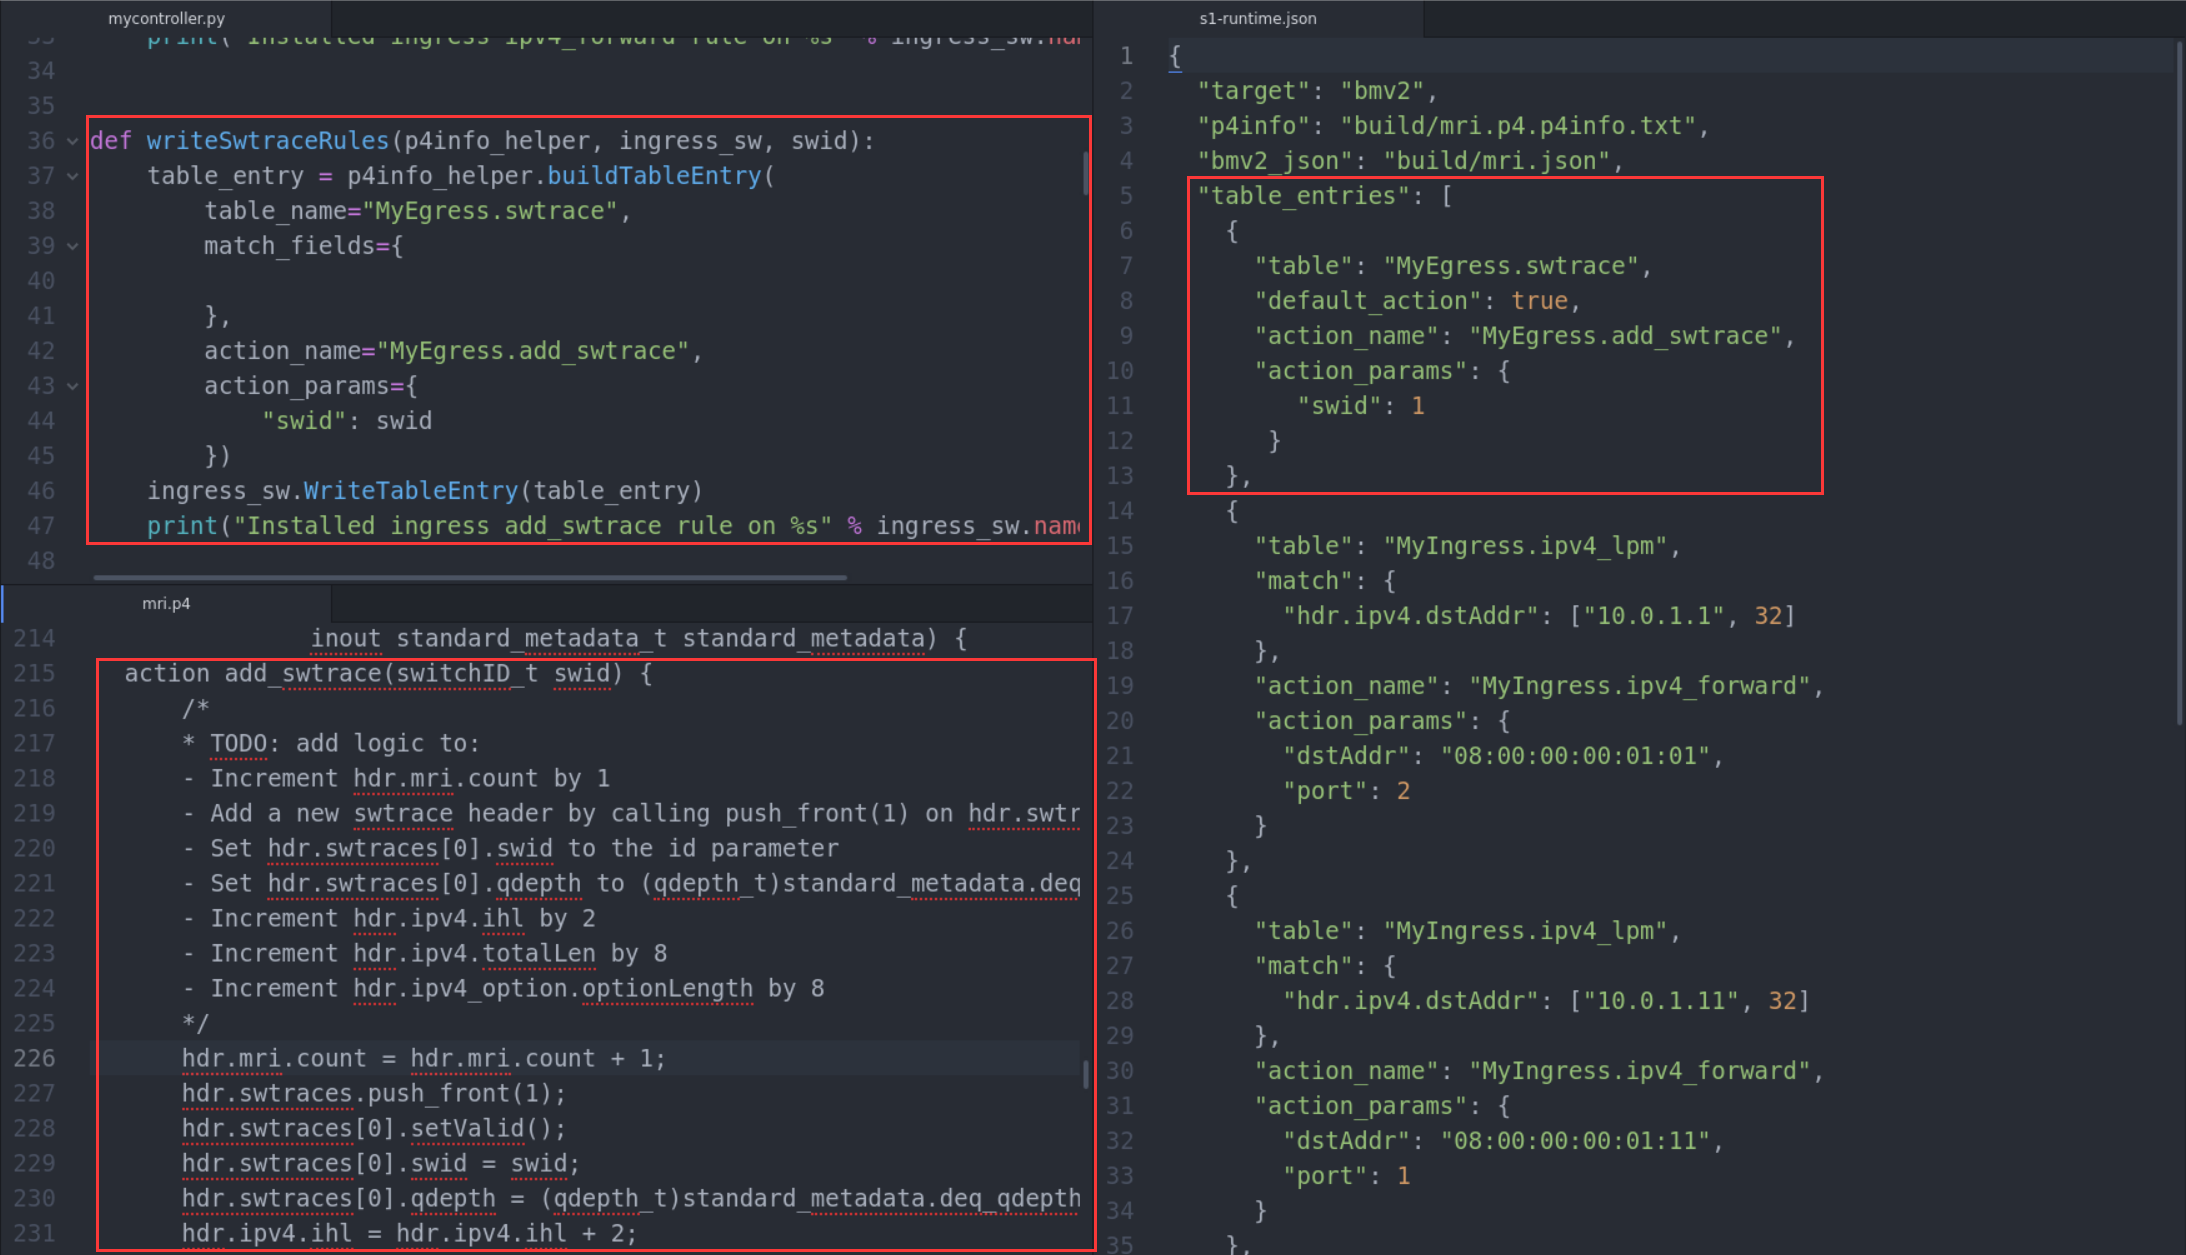 mycontroller.py
33 print("Installed ingress ipv4_forward rule on %s" % ingress_sw.nam
34
35
36 def writeSwtraceRules(p4info_helper, ingress_sw, swid):
37     table_entry = p4info_helper.buildTableEntry(
38         table_name="MyEgress.swtrace",
39         match_fields={
40
41         },
42         action_name="MyEgress.add_swtrace",
43         action_params={
44             "swid": swid
45         })
46     ingress_sw.WriteTableEntry(table_entry)
47     print("Installed ingress add_swtrace rule on %s" % ingress_sw.name
48
mri.p4
214              inout standard_metadata_t standard_metadata) {
215 action add_swtrace(switchID_t swid) {
216     /*
217     * TODO: add logic to:
218     - Increment hdr.mri.count by 1
219     - Add a new swtrace header by calling push_front(1) on hdr.swtr
220     - Set hdr.swtraces[0].swid to the id parameter
221     - Set hdr.swtraces[0].qdepth to (qdepth_t)standard_metadata.deq
222     - Increment hdr.ipv4.ihl by 2
223     - Increment hdr.ipv4.totalLen by 8
224     - Increment hdr.ipv4_option.optionLength by 8
225     */
226     hdr.mri.count = hdr.mri.count + 1;
227     hdr.swtraces.push_front(1);
228     hdr.swtraces[0].setValid();
229     hdr.swtraces[0].swid = swid;
230     hdr.swtraces[0].qdepth = (qdepth_t)standard_metadata.deq_qdepth
231     hdr.ipv4.ihl = hdr.ipv4.ihl + 2;
s1-runtime.json
1 {
2   "target": "bmv2",
3   "p4info": "build/mri.p4.p4info.txt",
4   "bmv2_json": "build/mri.json",
5   "table_entries": [
6     {
7       "table": "MyEgress.swtrace",
8       "default_action": true,
9       "action_name": "MyEgress.add_swtrace",
10       "action_params": {
11          "swid": 1
12        }
13     },
14     {
15       "table": "MyIngress.ipv4_lpm",
16       "match": {
17         "hdr.ipv4.dstAddr": ["10.0.1.1", 32]
18       },
19       "action_name": "MyIngress.ipv4_forward",
20       "action_params": {
21         "dstAddr": "08:00:00:00:01:01",
22         "port": 2
23       }
24     },
25     {
26       "table": "MyIngress.ipv4_lpm",
27       "match": {
28         "hdr.ipv4.dstAddr": ["10.0.1.11", 32]
29       },
30       "action_name": "MyIngress.ipv4_forward",
31       "action_params": {
32         "dstAddr": "08:00:00:00:01:11",
33         "port": 1
34       }
35     },